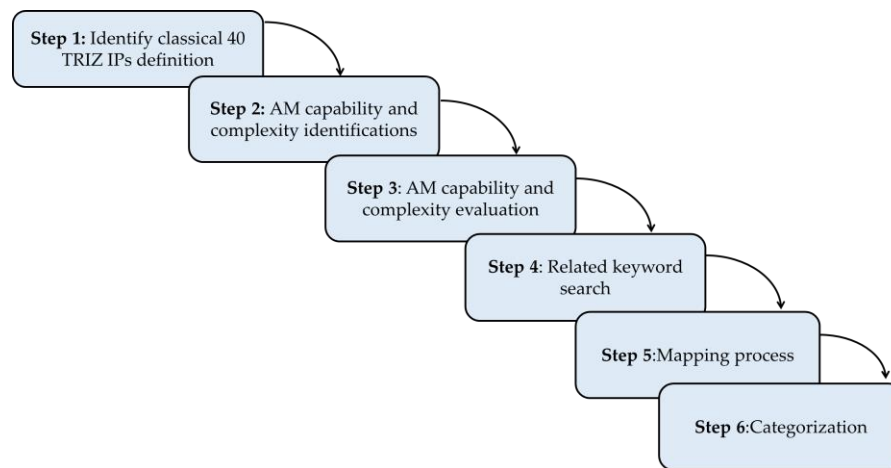 Step 1: Identify classical 40
TRIZ IPs definition
Step 2: AM capability and
complexity identifications
Step 3: AM capability and
complexity evaluation
Step 4: Related keyword
search
Step 5:Mapping process
Step 6:Categorization